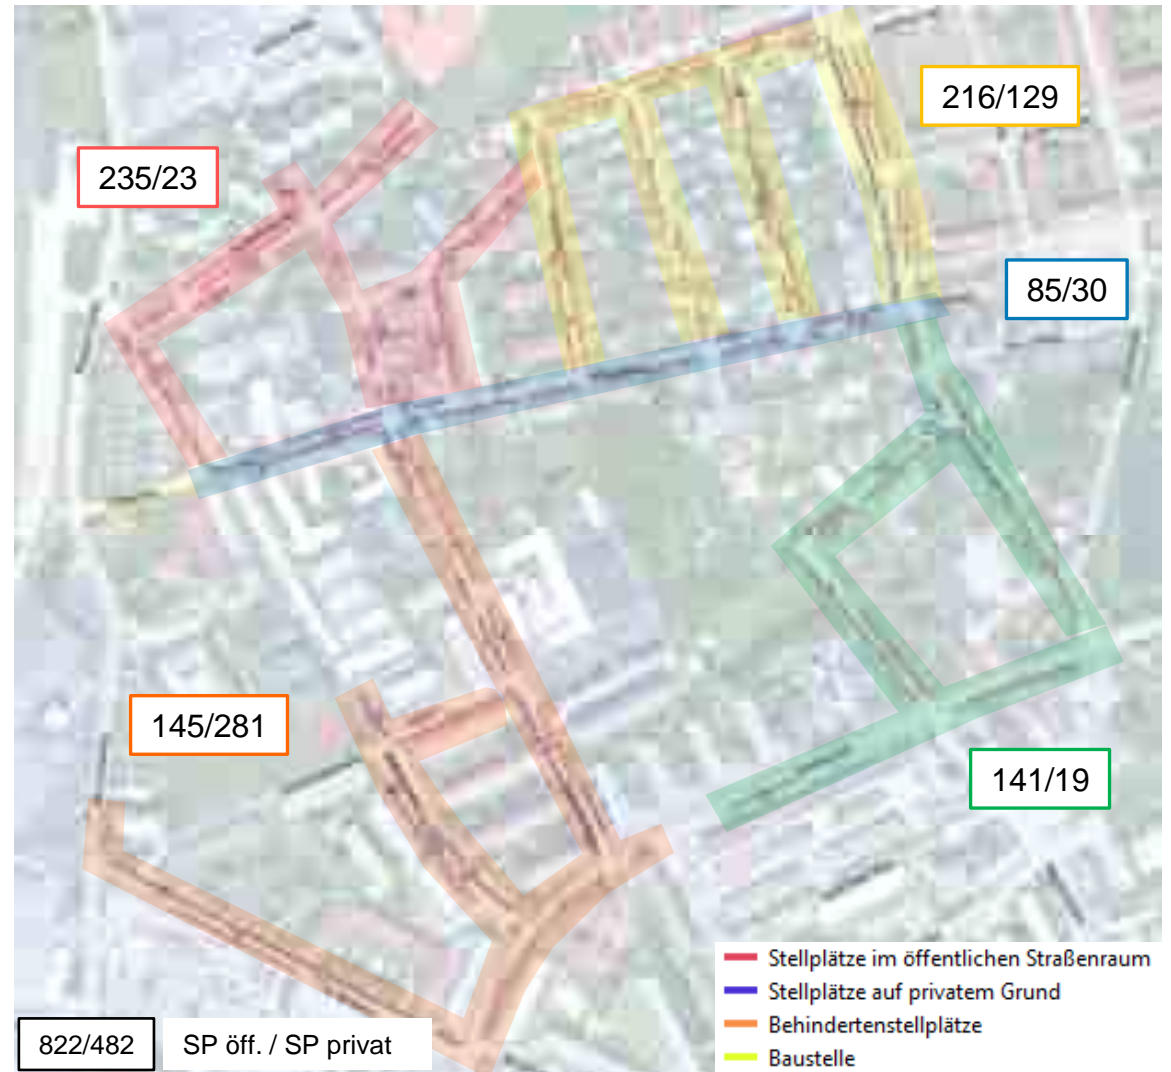 216/129
235/23
85/30
145/281
141/19
Stellplätze im öffentlichen Straßenraum
Stellplätze auf privatem Grund
Behindertenstellplätze
Baustelle
822/482 SP öff. / SP privat